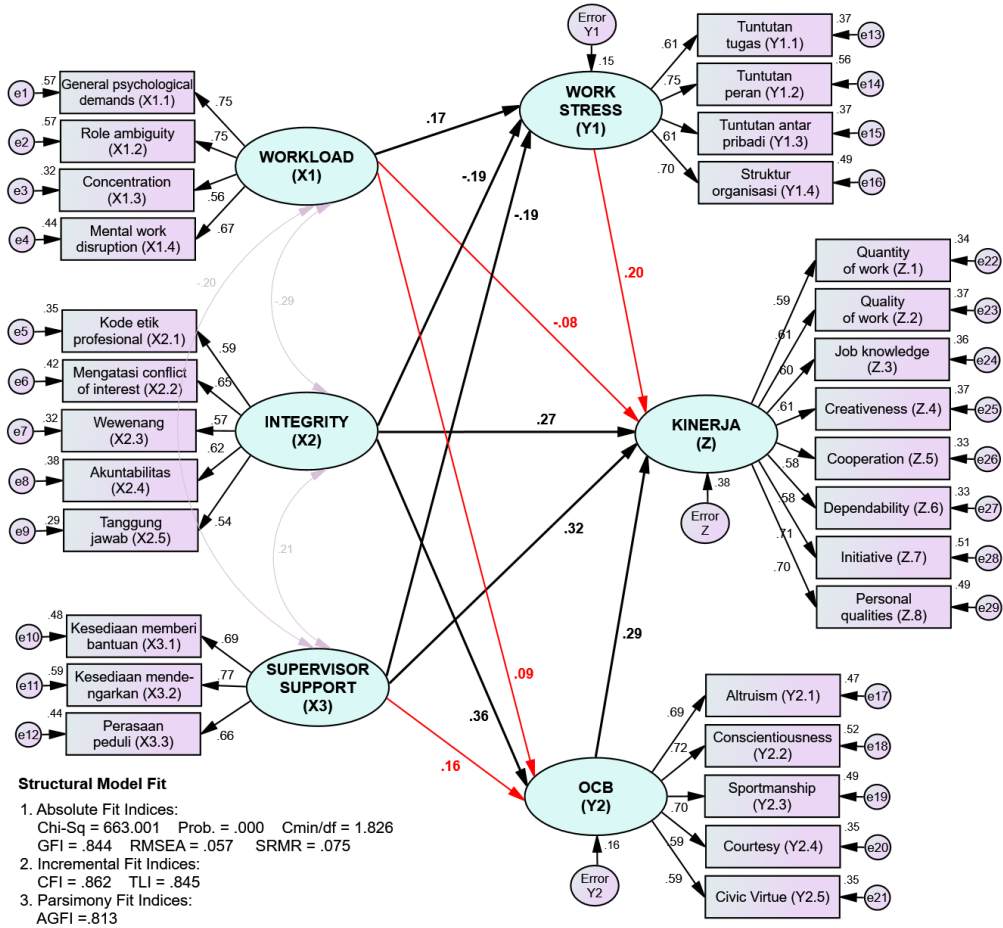 Error
Y1
.15
WORK
STRESS
(Y1)
.61
.75
.61
.70
Tuntutan
tugas (Y1.1)
.37
e13
Tuntutan
peran (Y1.2)
.56
e14
Tuntutan antar
pribadi (Y1.3)
.37
e15
Struktur
organisasi (Y1.4)
.49
e16
e1
.57
General psychological
demands (X1.1)
.75
e2
.57
Role ambiguity
(X1.2)
.75
e3
.32
Concentration
(X1.3)
.56
e4
.44
Mental work
disruption (X1.4)
.67
WORKLOAD
(X1)
.17
-.19
-.19
-.20
-.29
-.08
.20
e5
.35
Kode etik
profesional (X2.1)
.59
e6
.42
Mengatasi conflict
of interest (X2.2)
.65
e7
.32
Wewenang
(X2.3)
.57
e8
.38
Akuntabilitas
(X2.4)
.62
e9
.29
Tanggung
jawab (X2.5)
.54
INTEGRITY
(X2)
.27
.21
.32
.36
.09
.29
.16
KINERJA
(Z)
.38
Error
Z
.59
.61
.60
.61
.58
.58
.71
.70
Quantity
of work (Z.1)
.34
e22
Quality
of work (Z.2)
.37
e23
Job knowledge
(Z.3)
.36
e24
Creativeness (Z.4)
.37
e25
Cooperation (Z.5)
.33
e26
Dependability (Z.6)
.33
e27
Initiative (Z.7)
.51
e28
Personal
qualities (Z.8)
.49
e29
e10
.48
Kesediaan memberi
bantuan (X3.1)
.69
e11
.59
Kesediaan mende-
ngarkan (X3.2)
.77
e12
.44
Perasaan
peduli (X3.3)
.66
SUPERVISOR
SUPPORT
(X3)
OCB
(Y2)
.16
Error
Y2
.69
.72
.70
.59
.59
Altruism (Y2.1)
.47
e17
Conscientiousness
(Y2.2)
.52
e18
Sportmanship
(Y2.3)
.49
e19
Courtesy (Y2.4)
.35
e20
Civic Virtue (Y2.5)
.35
e21
Structural Model Fit
1. Absolute Fit Indices:
Chi-Sq = 663.001 Prob. = .000 Cmin/df = 1.826
GFI = .844 RMSEA = .057 SRMR = .075
2. Incremental Fit Indices:
CFI = .862 TLI = .845
3. Parsimony Fit Indices:
AGFI =.813